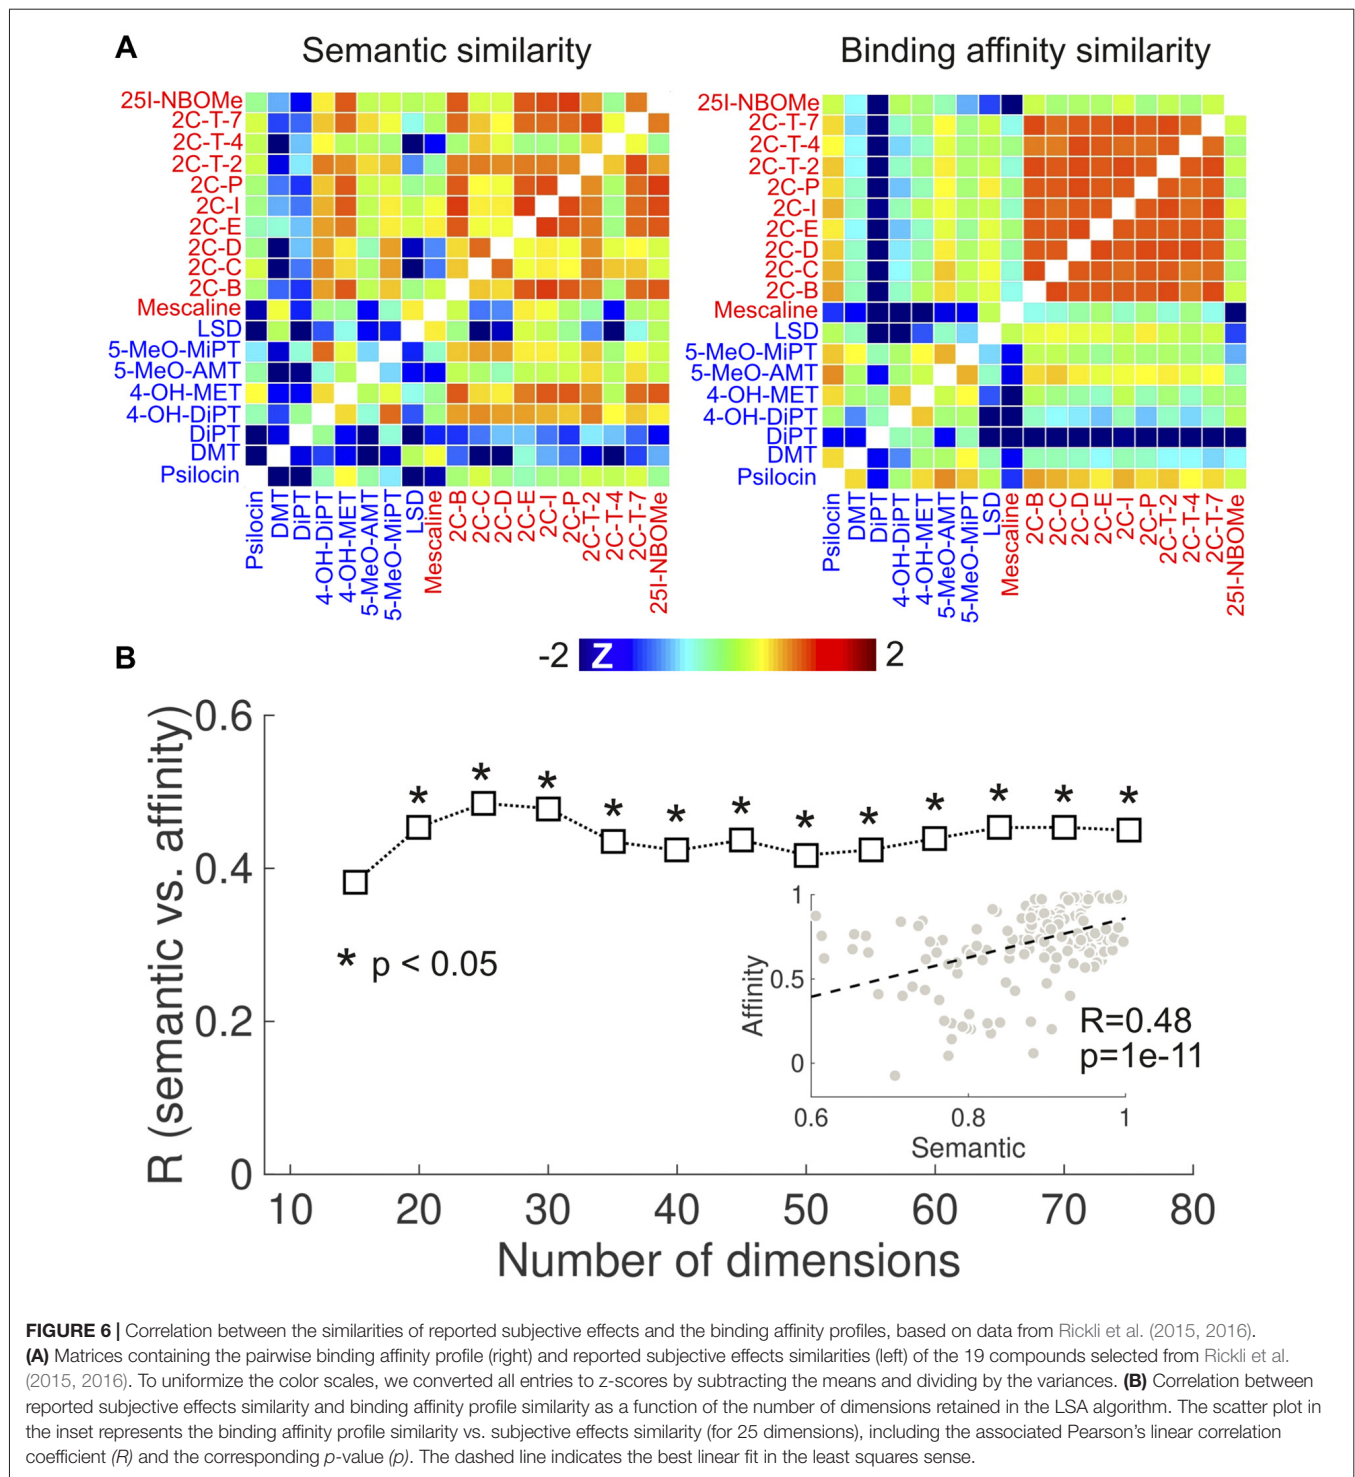 A
Semantic similarity
Binding affinity similarity
25I-NBOMe
2C-T-7
2C-T-4
2C-T-2
2C-P
2C-I
2C-E
2C-D
2C-C
2C-B
Mescaline
LSD
5-MeO-MiPT
5-MeO-AMT
4-OH-MET
4-OH-DiPT
DiPT
DMT
Psilocin
Psilocin
DMT
DiPT
4-OH-DiPT
4-OH-MET
5-MeO-AMT
5-MeO-MiPT
LSD
Mescaline
2C-B
2C-C
2C-D
2C-E
2C-I
2C-P
2C-T-2
2C-T-4
2C-T-7
25I-NBOMe
25I-NBOMe
2C-T-7
2C-T-4
2C-T-2
2C-P
2C-I
2C-E
2C-D
2C-C
2C-B
Mescaline
LSD
5-MeO-MiPT
5-MeO-AMT
4-OH-MET
4-OH-DiPT
DiPT
DMT
Psilocin
Psilocin
DMT
DiPT
4-OH-DiPT
4-OH-MET
5-MeO-AMT
5-MeO-MiPT
LSD
Mescaline
2C-B
2C-C
2C-D
2C-E
2C-I
2C-P
2C-T-2
2C-T-4
2C-T-7
25I-NBOMe
-2 Z 2
B
R (semantic vs. affinity)
0.6
0.4
0.2
0
* * * * * * * * * * * *
* p < 0.05
10 20 30 40 50 60 70 80
Number of dimensions
Affinity
1
0.5
0
R=0.48
p=1e-11
0.6 0.8 1
Semantic
FIGURE 6 | Correlation between the similarities of reported subjective effects and the binding affinity profiles, based on data from Rickli et al. (2015, 2016).
(A) Matrices containing the pairwise binding affinity profile (right) and reported subjective effects similarities (left) of the 19 compounds selected from Rickli et al.
(2015, 2016). To uniformize the color scales, we converted all entries to z-scores by subtracting the means and dividing by the variances. (B) Correlation between
reported subjective effects similarity and binding affinity profile similarity as a function of the number of dimensions retained in the LSA algorithm. The scatter plot in
the inset represents the binding affinity profile similarity vs. subjective effects similarity (for 25 dimensions), including the associated Pearson's linear correlation
coefficient (R) and the corresponding p-value (p). The dashed line indicates the best linear fit in the least squares sense.